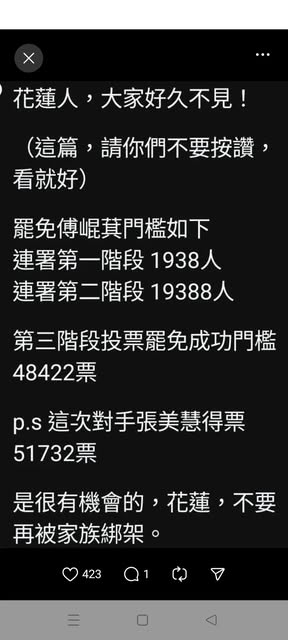 花蓮人，大家好久不見！
（這篇，請你們不要按讚，
看就好）
罷免傅崐萁門檻如下
連署第一階段 1938人
連署第二階段 19388人
第三階段投票罷免成功門檻
48422票
p.s 這次對手張美慧得票
51732票
是很有機會的，花蓮，不要
再被家族綁架。
423
1